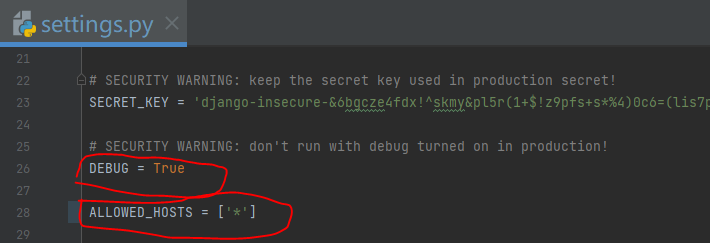 settings.py
21
22 # SECURITY WARNING: keep the secret key used in production secret!
23 SECRET_KEY = 'django-insecure-&6bgcze4fdx!^skmy&pl5r(1+$!z9pfs+s*%4)0c6=(lis7p
24
25 # SECURITY WARNING: don't run with debug turned on in production!
26 DEBUG = True
27
28 ALLOWED_HOSTS = ['*']
29